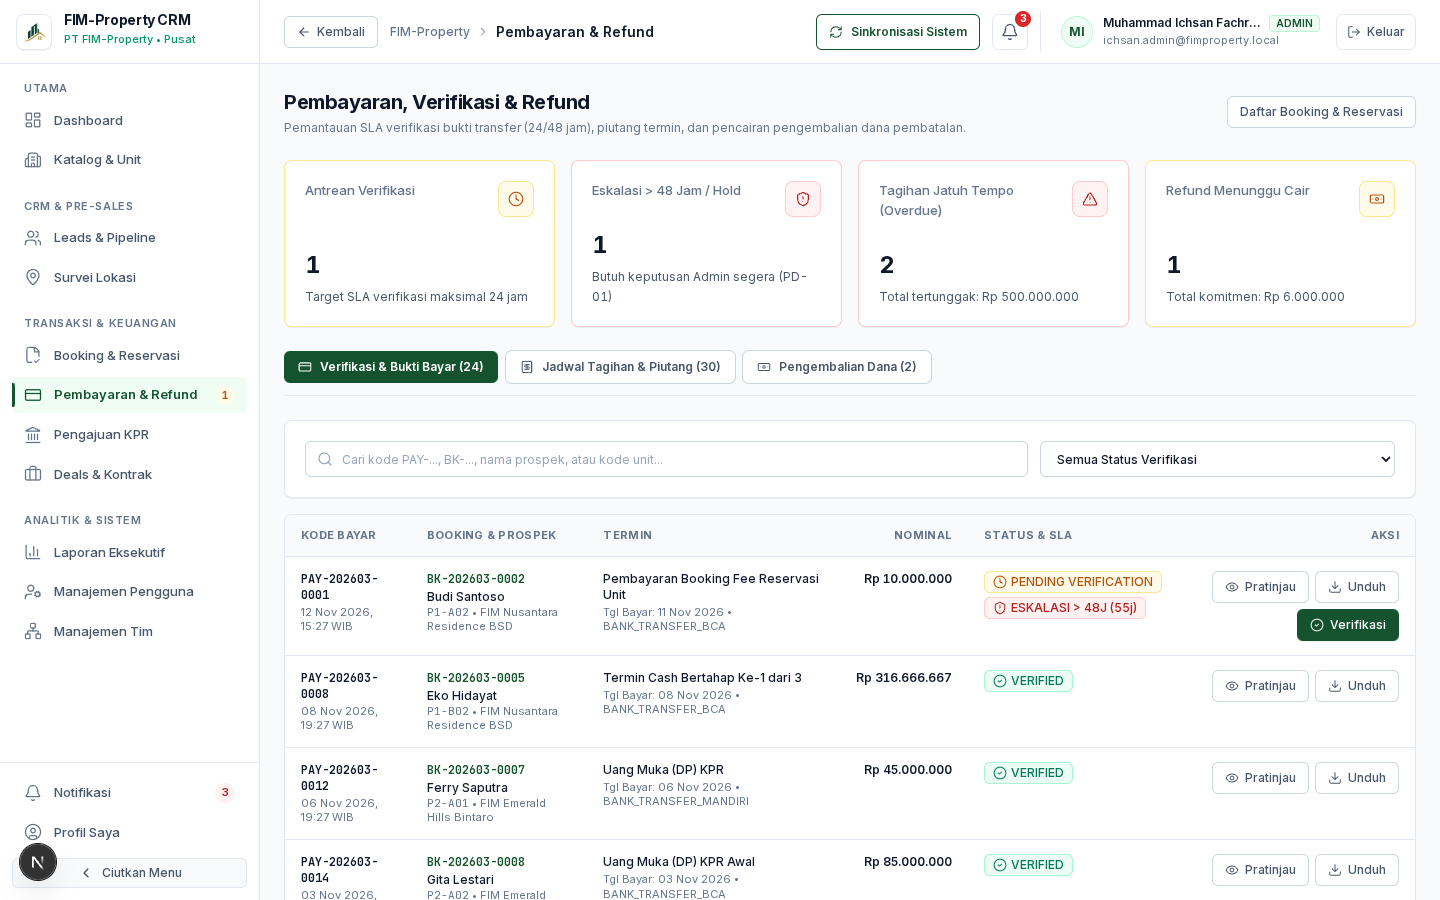 FIM-Property CRM
PT FIM-Property • Pusat
Kembali
FIM-Property
Pembayaran & Refund
Sinkronisasi Sistem
3
MI
Muhammad Ichsan Fachr...
ADMIN
ichsan.admin@fimproperty.local
Keluar
UTAMA
Dashboard
Katalog & Unit
CRM & PRE-SALES
Leads & Pipeline
Survei Lokasi
TRANSAKSI & KEUANGAN
Booking & Reservasi
Pembayaran & Refund
1
Pengajuan KPR
Deals & Kontrak
ANALITIK & SISTEM
Laporan Eksekutif
Manajemen Pengguna
Manajemen Tim
Notifikasi
3
Profil Saya
N
Ciutkan Menu
Pembayaran, Verifikasi & Refund
Pemantauan SLA verifikasi bukti transfer (24/48 jam), piutang termin, dan pencairan pengembalian dana pembatalan.
Daftar Booking & Reservasi
Antrean Verifikasi
1
Target SLA verifikasi maksimal 24 jam
Eskalasi > 48 Jam / Hold
1
Butuh keputusan Admin segera (PD-
01)
Tagihan Jatuh Tempo
(Overdue)
2
Total tertunggak: Rp 500.000.000
Refund Menunggu Cair
1
Total komitmen: Rp 6.000.000
Verifikasi & Bukti Bayar (24)
Jadwal Tagihan & Piutang (30)
Pengembalian Dana (2)
Cari kode PAY-..., BK-..., nama prospek, atau kode unit...
Semua Status Verifikasi
KODE BAYAR
BOOKING & PROSPEK
TERMIN
NOMINAL
STATUS & SLA
AKSI
PAY-202603-
0001
12 Nov 2026,
15:27 WIB
BK-202603-0002
Budi Santoso
P1-A02 • FIM Nusantara
Residence BSD
Pembayaran Booking Fee Reservasi
Unit
Tgl Bayar: 11 Nov 2026 •
BANK_TRANSFER_BCA
Rp 10.000.000
PENDING VERIFICATION
ESKALASI > 48J (55j)
Pratinjau
Unduh
Verifikasi
PAY-202603-
0008
08 Nov 2026,
19:27 WIB
BK-202603-0005
Eko Hidayat
P1-B02 • FIM Nusantara
Residence BSD
Termin Cash Bertahap Ke-1 dari 3
Tgl Bayar: 08 Nov 2026 •
BANK_TRANSFER_BCA
Rp 316.666.667
VERIFIED
Pratinjau
Unduh
PAY-202603-
0012
06 Nov 2026,
19:27 WIB
BK-202603-0007
Ferry Saputra
P2-A01 • FIM Emerald
Hills Bintaro
Uang Muka (DP) KPR
Tgl Bayar: 06 Nov 2026 •
BANK_TRANSFER_MANDIRI
Rp 45.000.000
VERIFIED
Pratinjau
Unduh
PAY-202603-
0014
03 Nov 2026,
BK-202603-0008
Gita Lestari
P2-A02 • FIM Emerald
Uang Muka (DP) KPR Awal
Tgl Bayar: 03 Nov 2026 •
BANK_TRANSFER_BCA
Rp 85.000.000
VERIFIED
Pratinjau
Unduh